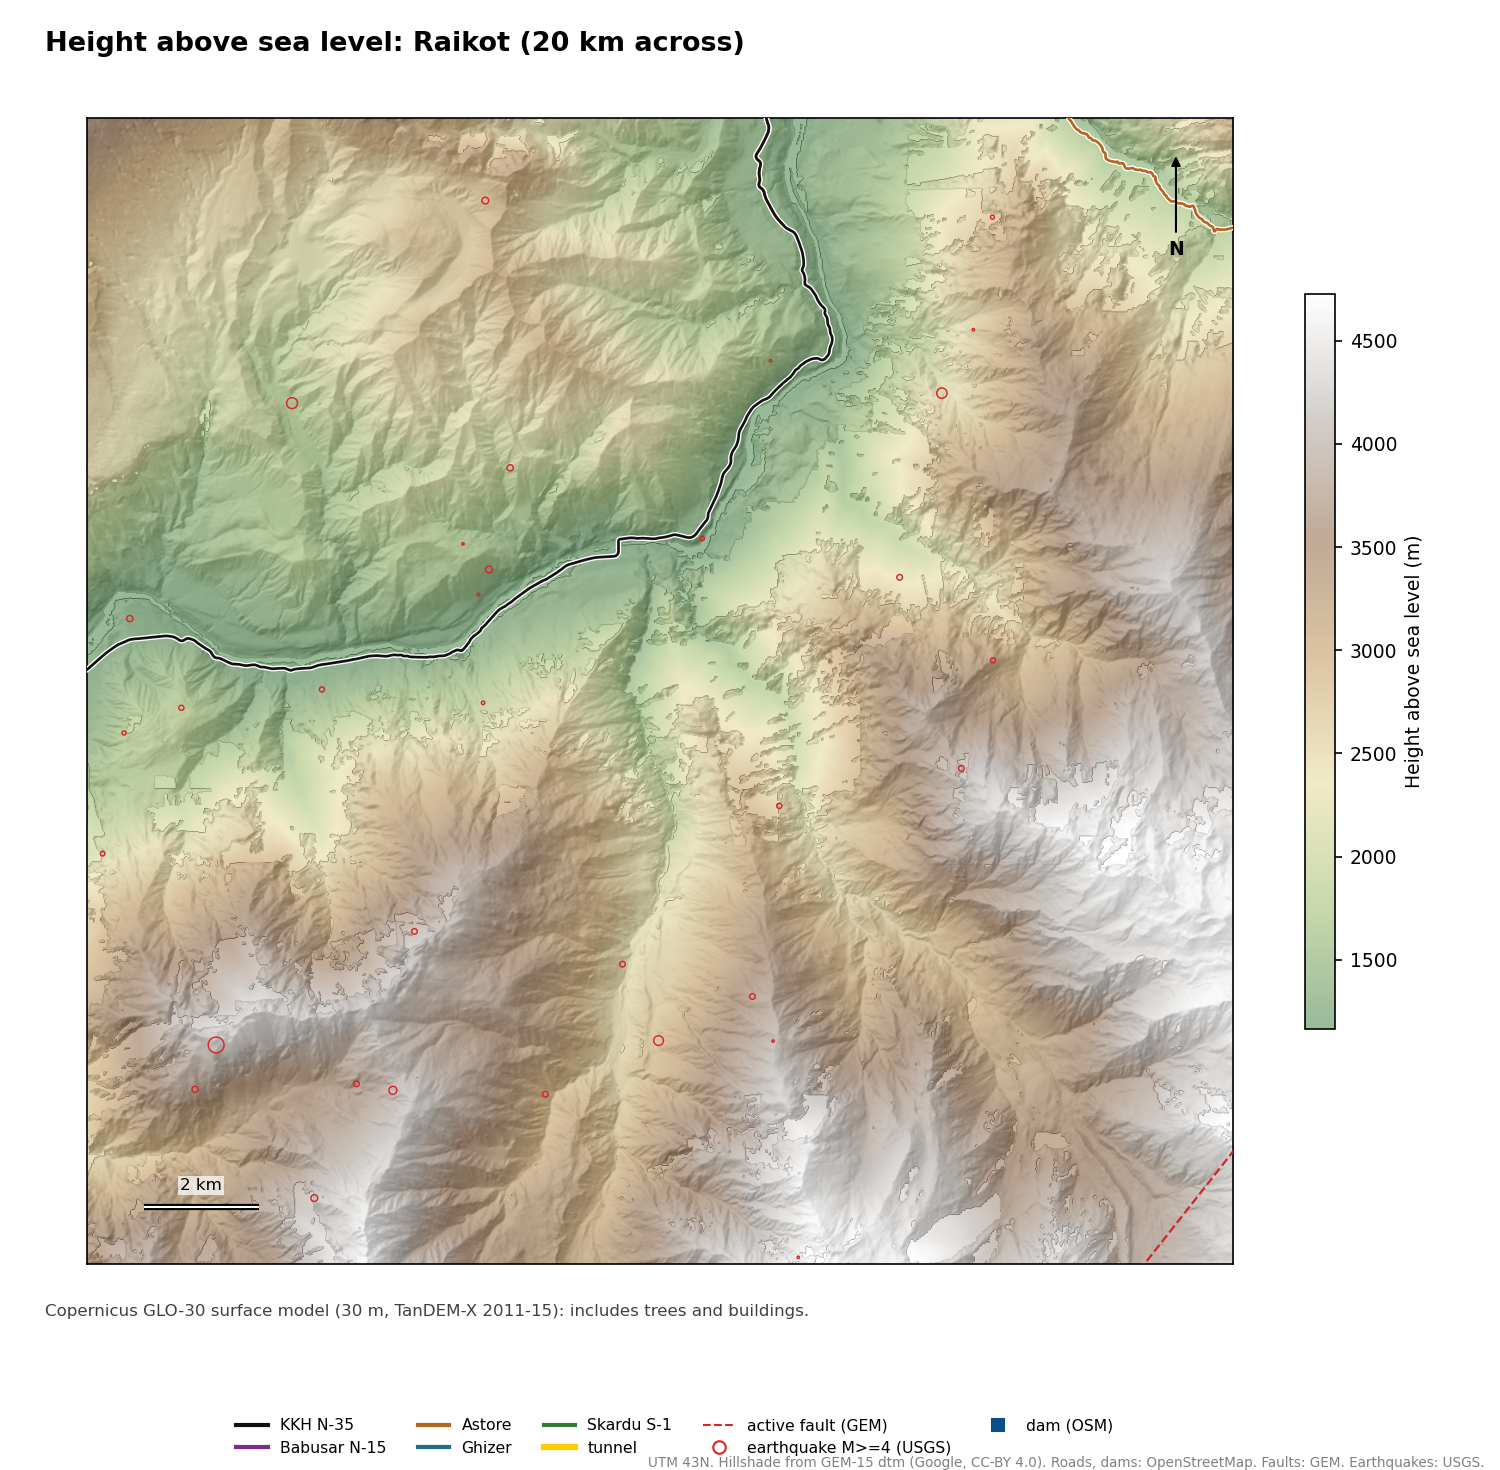 Height above sea level: Raikot (20 km across)
N
4500
4000
3500
3000
2500
2000
1500
Height above sea level (m)
2 km
Copernicus GLO-30 surface model (30 m, TanDEM-X 2011-15): includes trees and buildings.
KKH N-35
Astore
Skardu S-1
active fault (GEM)
dam (OSM)
Babusar N-15
Ghizer
tunnel
earthquake M>=4 (USGS)
UTM 43N. Hillshade from GEM-15 dtm (Google, CC-BY 4.0). Roads, dams: OpenStreetMap. Faults: GEM. Earthquakes: USGS.